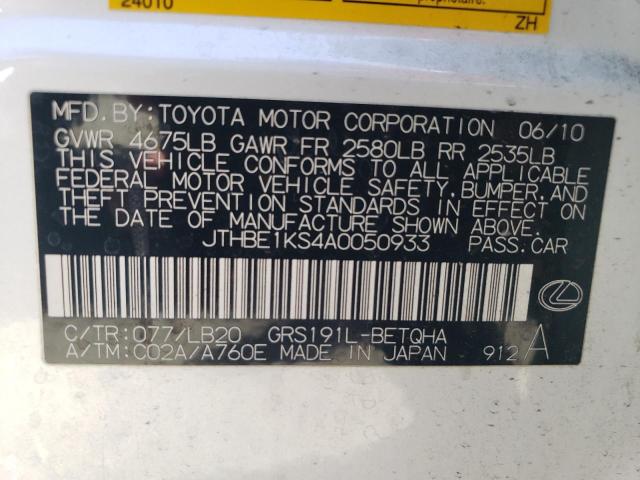 24010
propriétaire.
ZH
MFD. BY: TOYOTA MOTOR CORPORATION 06/10
GVWR 4675LB GAWR FR 2580LB RR 2535LB
THIS VEHICLE CONFORMS TO ALL APPLICABLE
FEDERAL MOTOR VEHICLE SAFETY, BUMPER, AND
THEFT PREVENTION STANDARDS IN EFFECT ON
THE DATE OF MANUFACTURE SHOWN ABOVE.
JTHBE1KS4A0050933 PASS. CAR
C/TR: 077/LB20 GRS191L-BETQHA
A/TM: C02A/A760E MADE IN JAPAN 912 A